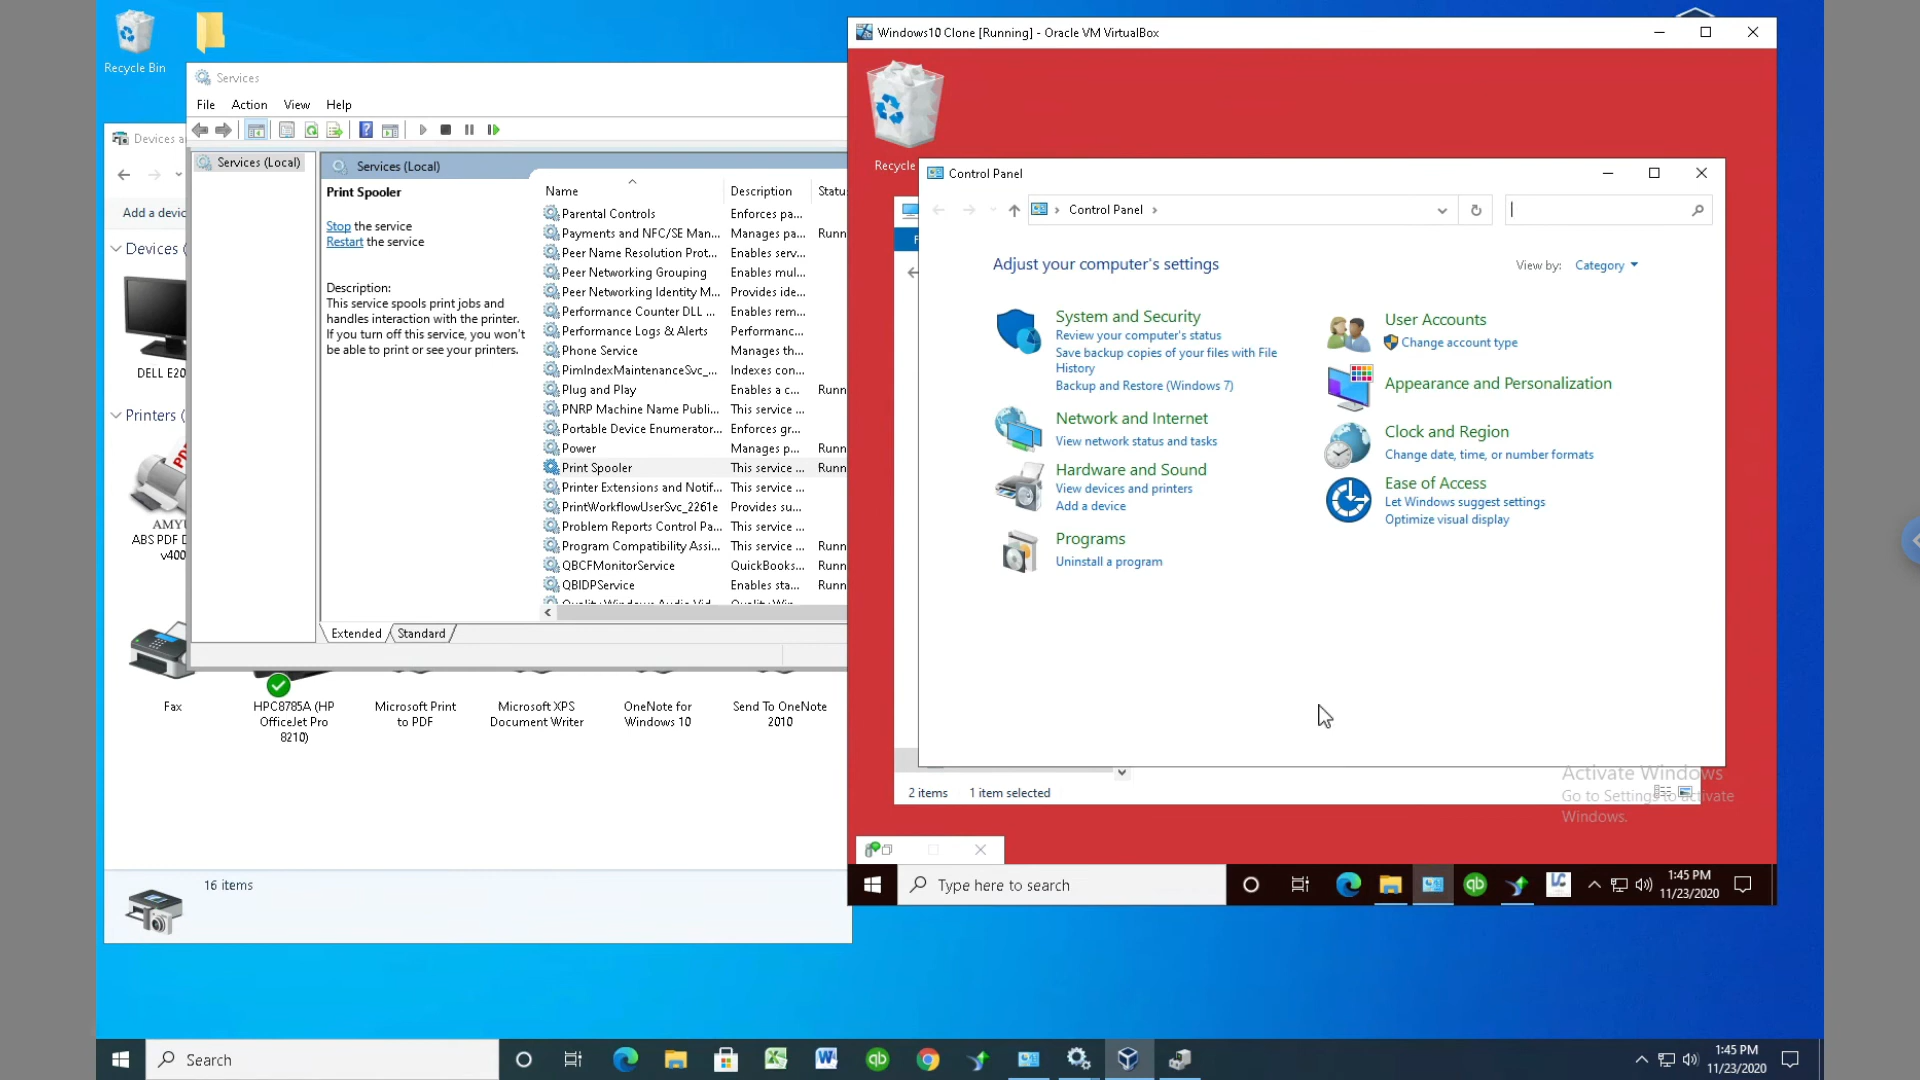 Recycle Bin
Services
File Action View Help
Devices a
Add a devic
Devices (
DELL E20
Printers (
ABS PDF D
v400
Services (Local)
Services (Local)
Print Spooler
Stop the service
Restart the service
Description:
This service spools print jobs and
handles interaction with the printer.
If you turn off this service, you won't
be able to print or see your printers.
Name Description Statu
Parental Controls Enforces pa...
Payments and NFC/SE Man... Manages pa... Runn
Peer Name Resolution Prot... Enables serv...
Peer Networking Grouping Enables mul...
Peer Networking Identity M... Provides ide...
Performance Counter DLL ... Enables rem...
Performance Logs & Alerts Performanc...
Phone Service Manages th...
PimIndexMaintenanceSvc_... Indexes con...
Plug and Play Enables a c... Runn
PNRP Machine Name Publi... This service ...
Portable Device Enumerator... Enforces gr...
Power Manages p... Runn
Print Spooler This service ... Runn
Printer Extensions and Notif... This service ...
PrintWorkflowUserSvc_2261e Provides su...
Problem Reports Control Pa... This service ...
Program Compatibility Assi... This service ... Runn
QBCFMonitorService QuickBooks... Runn
QBIDPService Enables sta... Runn
Quality Windows Audio Vid... Quality Win...
Extended Standard
Fax
HPC8785A (HP
OfficeJet Pro
8210)
Microsoft Print
to PDF
Microsoft XPS
Document Writer
OneNote for
Windows 10
Send To OneNote
2010
16 items
Windows10 Clone [Running] - Oracle VM VirtualBox
Recycle
Control Panel
Control Panel
Adjust your computer's settings
View by: Category
System and Security
Review your computer's status
Save backup copies of your files with File
History
Backup and Restore (Windows 7)
Network and Internet
View network status and tasks
Hardware and Sound
View devices and printers
Add a device
Programs
Uninstall a program
User Accounts
Change account type
Appearance and Personalization
Clock and Region
Change date, time, or number formats
Ease of Access
Let Windows suggest settings
Optimize visual display
2 items 1 item selected
Activate Windows
Go to Settings to activate
Windows.
Type here to search
1:45 PM
11/23/2020
Search
1:45 PM
11/23/2020